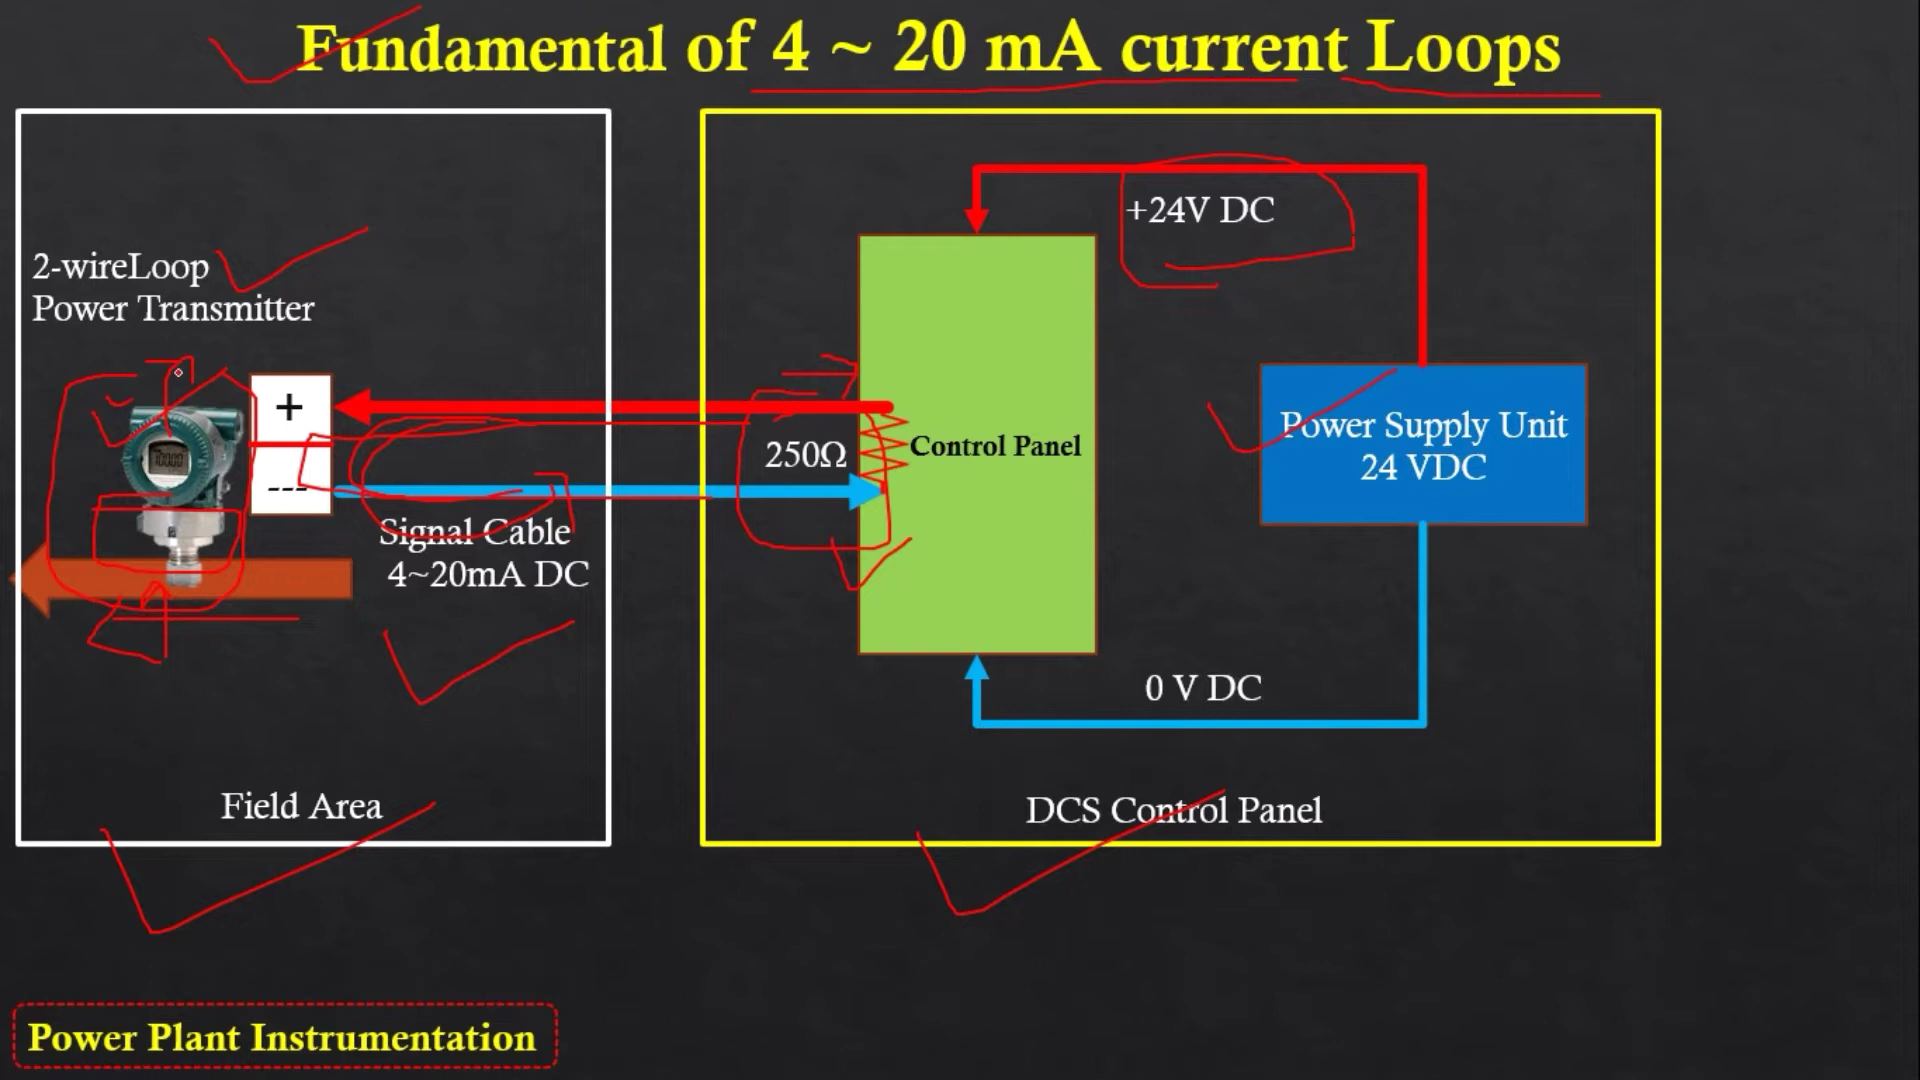 Fundamental of 4 ~ 20 mA current Loops
+24V DC
2-wireLoop
Power Transmitter
+
---
250Ω
Control Panel
Power Supply Unit
24 VDC
Signal Cable
4~20mA DC
0 V DC
Field Area
DCS Control Panel
Power Plant Instrumentation